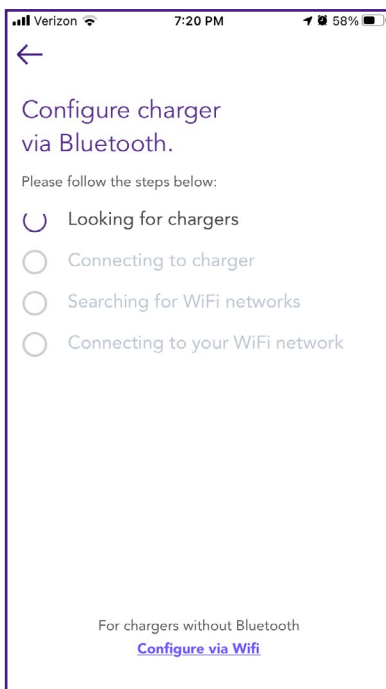 Verizon 7:20 PM 58%
Configure charger
via Bluetooth.
Please follow the steps below:
Looking for chargers
Connecting to charger
Searching for WiFi networks
Connecting to your WiFi network
For chargers without Bluetooth
Configure via Wifi